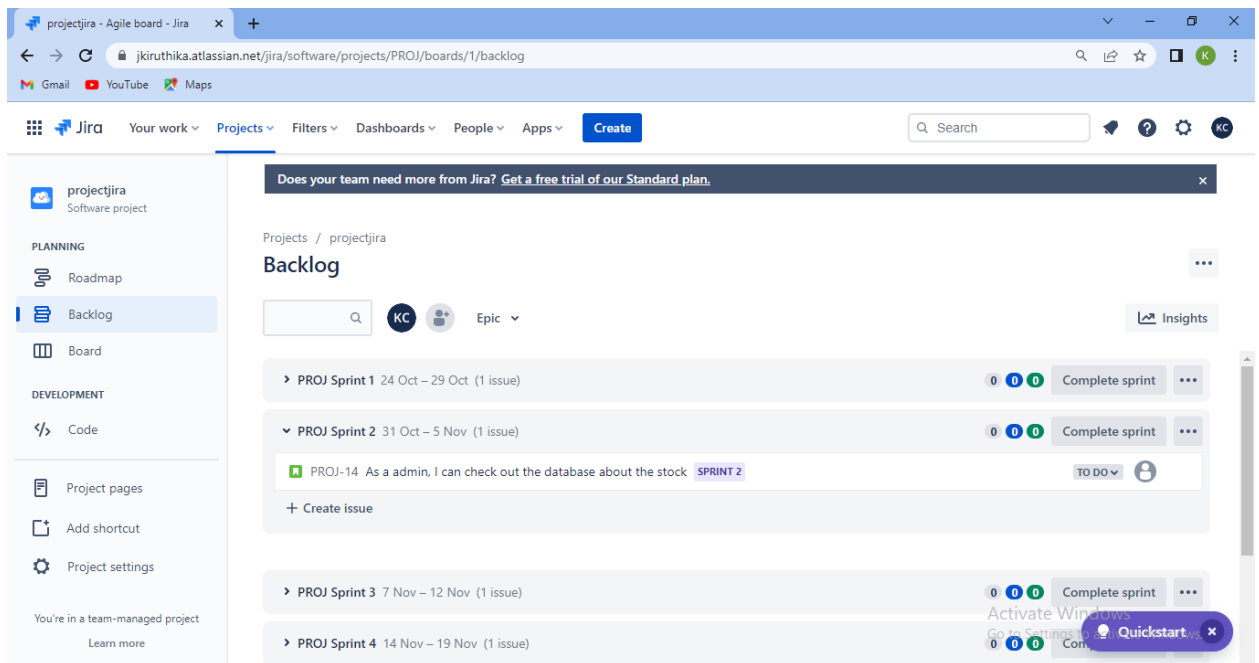 projectjira - Agile board - Jira
jkiruthika.atlassian.net/jira/software/projects/PROJ/boards/1/backlog
K
Gmail YouTube Maps
Jira Your work Projects Filters Dashboards People Apps Create Search KC
projectjira
Software project
PLANNING
Roadmap
Backlog
Board
DEVELOPMENT
Code
Project pages
Add shortcut
Project settings
You're in a team-managed project
Learn more
Does your team need more from Jira? Get a free trial of our Standard plan.
Projects / projectjira
Backlog
KC Epic Insights
PROJ Sprint 1 24 Oct – 29 Oct (1 issue) 0 0 0 Complete sprint
PROJ Sprint 2 31 Oct – 5 Nov (1 issue) 0 0 0 Complete sprint
PROJ-14 As a admin, I can check out the database about the stock SPRINT 2 TO DO
+ Create issue
PROJ Sprint 3 7 Nov – 12 Nov (1 issue) 0 0 0 Complete sprint
PROJ Sprint 4 14 Nov – 19 Nov (1 issue) 0 0 0
Activate Windows
Go to Settings to
Quickstart